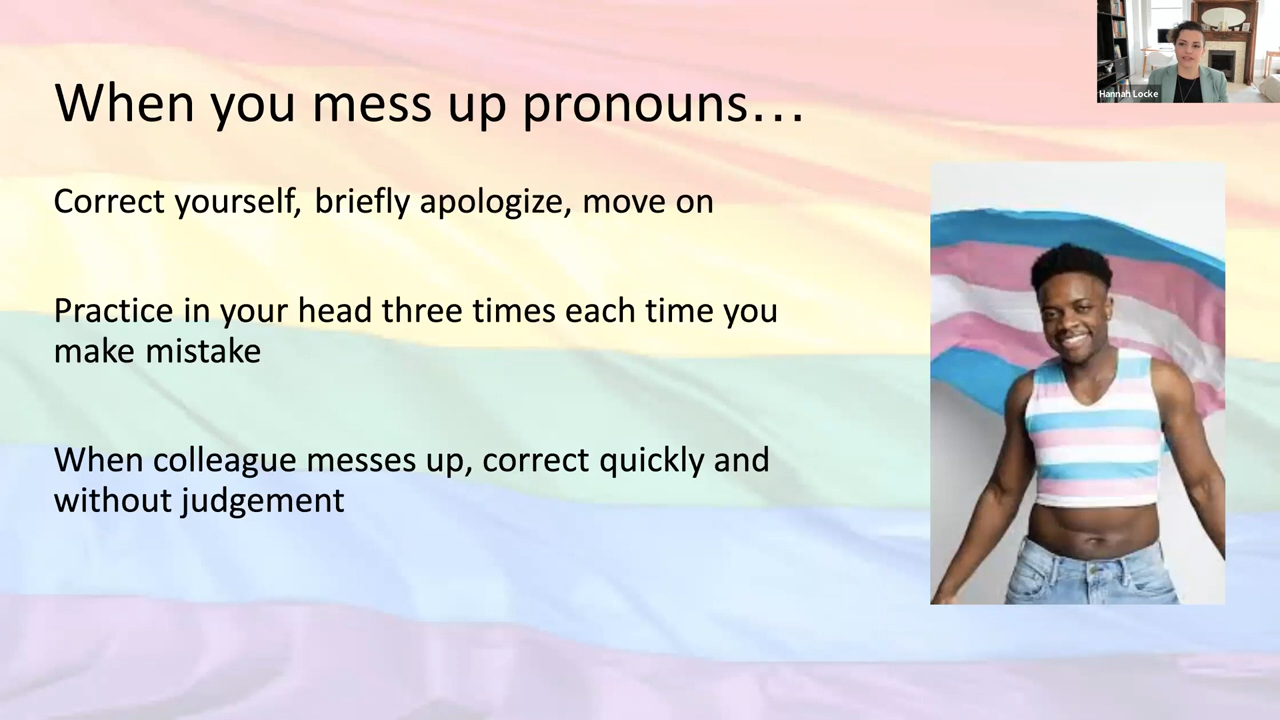 When you mess up pronouns…
Correct yourself, briefly apologize, move on
Practice in your head three times each time you
make mistake
When colleague messes up, correct quickly and
without judgement
Hannah Locke